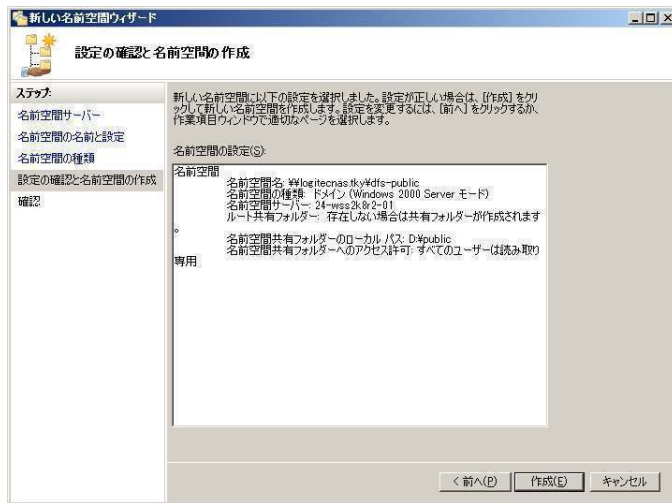 新しい名前空間ウィザード
設定の確認と名前空間の作成
ステップ:
名前空間サーバー
名前空間の名前と設定
名前空間の種類
設定の確認と名前空間の作成
確認
新しい名前空間に以下の設定を選択しました。設定が正しい場合は、[作成] をクリ
ックして新しい名前空間を作成します。設定を変更するには、[前へ] をクリックするか、
作業項目ウィンドウで適切なページを選択します。
名前空間の設定(S):
名前空間
名前空間名: ¥¥logitecnas.tky¥dfs-public
名前空間の種類: ドメイン (Windows 2000 Server モード)
名前空間サーバー: 24-wss2k8r2-01
ルート共有フォルダー: 存在しない場合は共有フォルダーが作成されます
。
名前空間共有フォルダーのローカル パス: D:¥public
名前空間共有フォルダーへのアクセス許可: すべてのユーザーは読み取り
専用
< 前へ(P) 作成(E) キャンセル